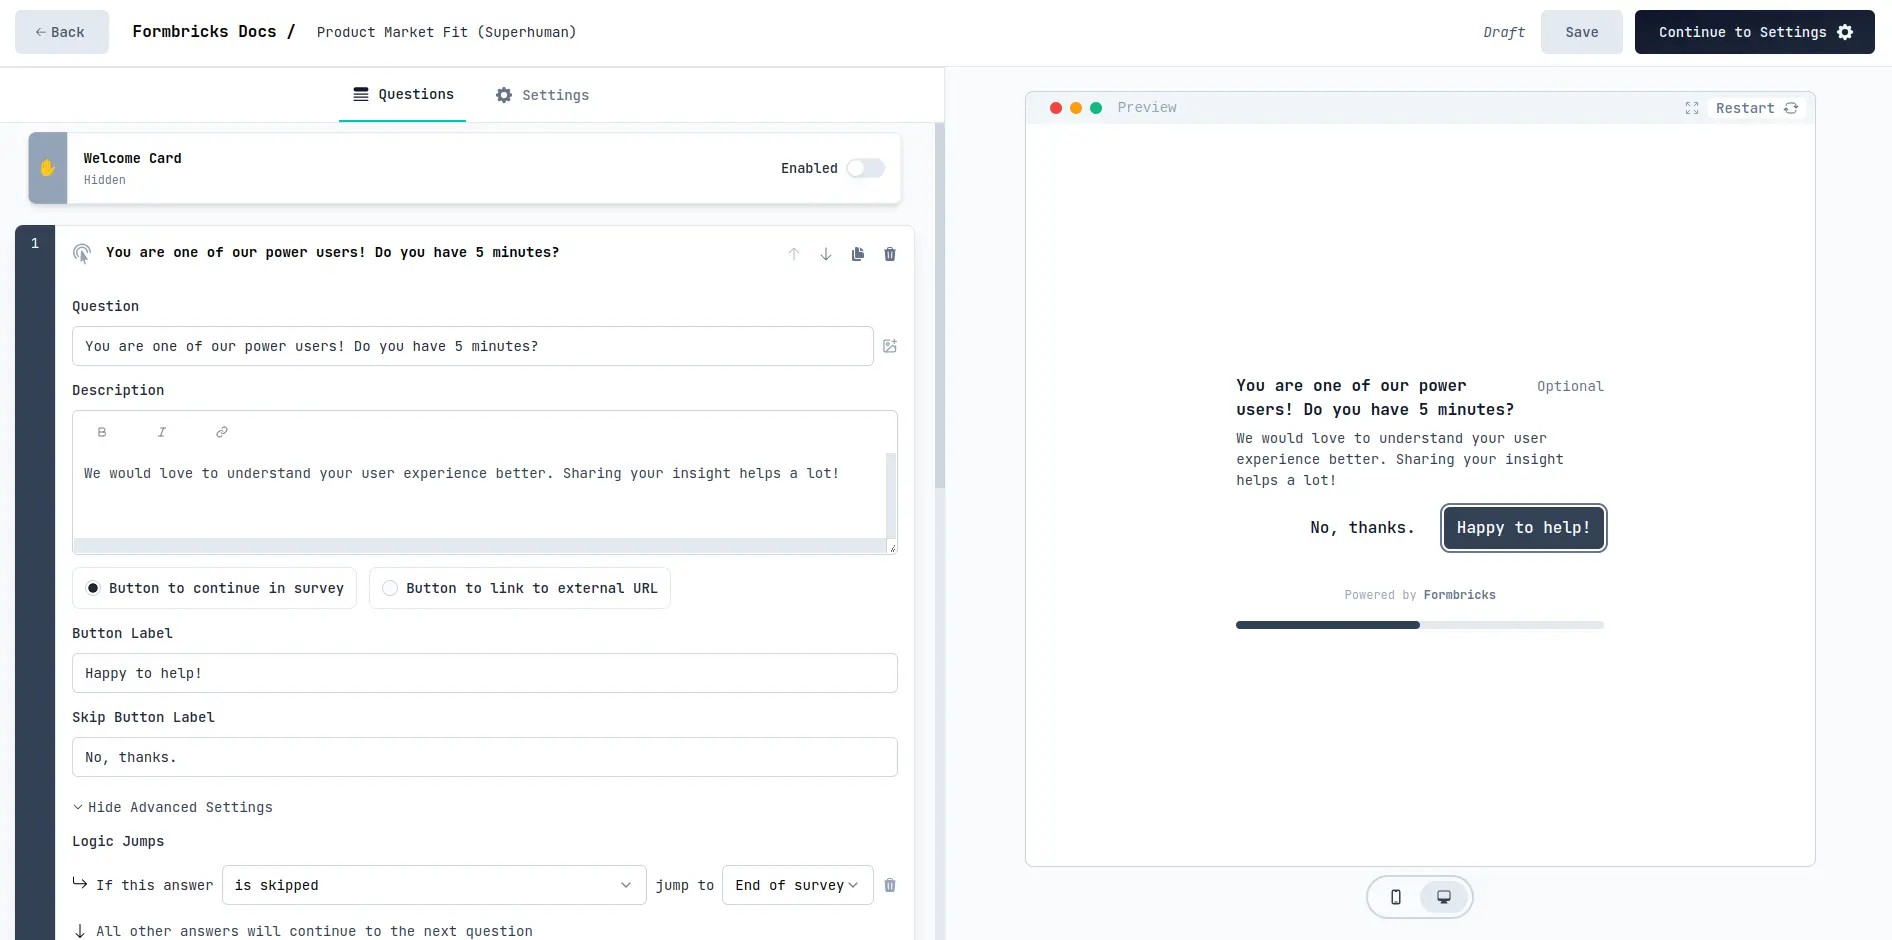 Back
Formbricks Docs /
Product Market Fit (Superhuman)
Draft
Save
Continue to Settings
Questions
Settings
Welcome Card
Hidden
Enabled
1
You are one of our power users! Do you have 5 minutes?
Question
You are one of our power users! Do you have 5 minutes?
Description
B
I
We would love to understand your user experience better. Sharing your insight helps a lot!
Button to continue in survey
Button to link to external URL
Button Label
Happy to help!
Skip Button Label
No, thanks.
Hide Advanced Settings
Logic Jumps
If this answer
is skipped
jump to
End of survey
All other answers will continue to the next question
Preview
Restart
You are one of our power
users! Do you have 5 minutes?
Optional
We would love to understand your user
experience better. Sharing your insight
helps a lot!
No, thanks.
Happy to help!
Powered by Formbricks